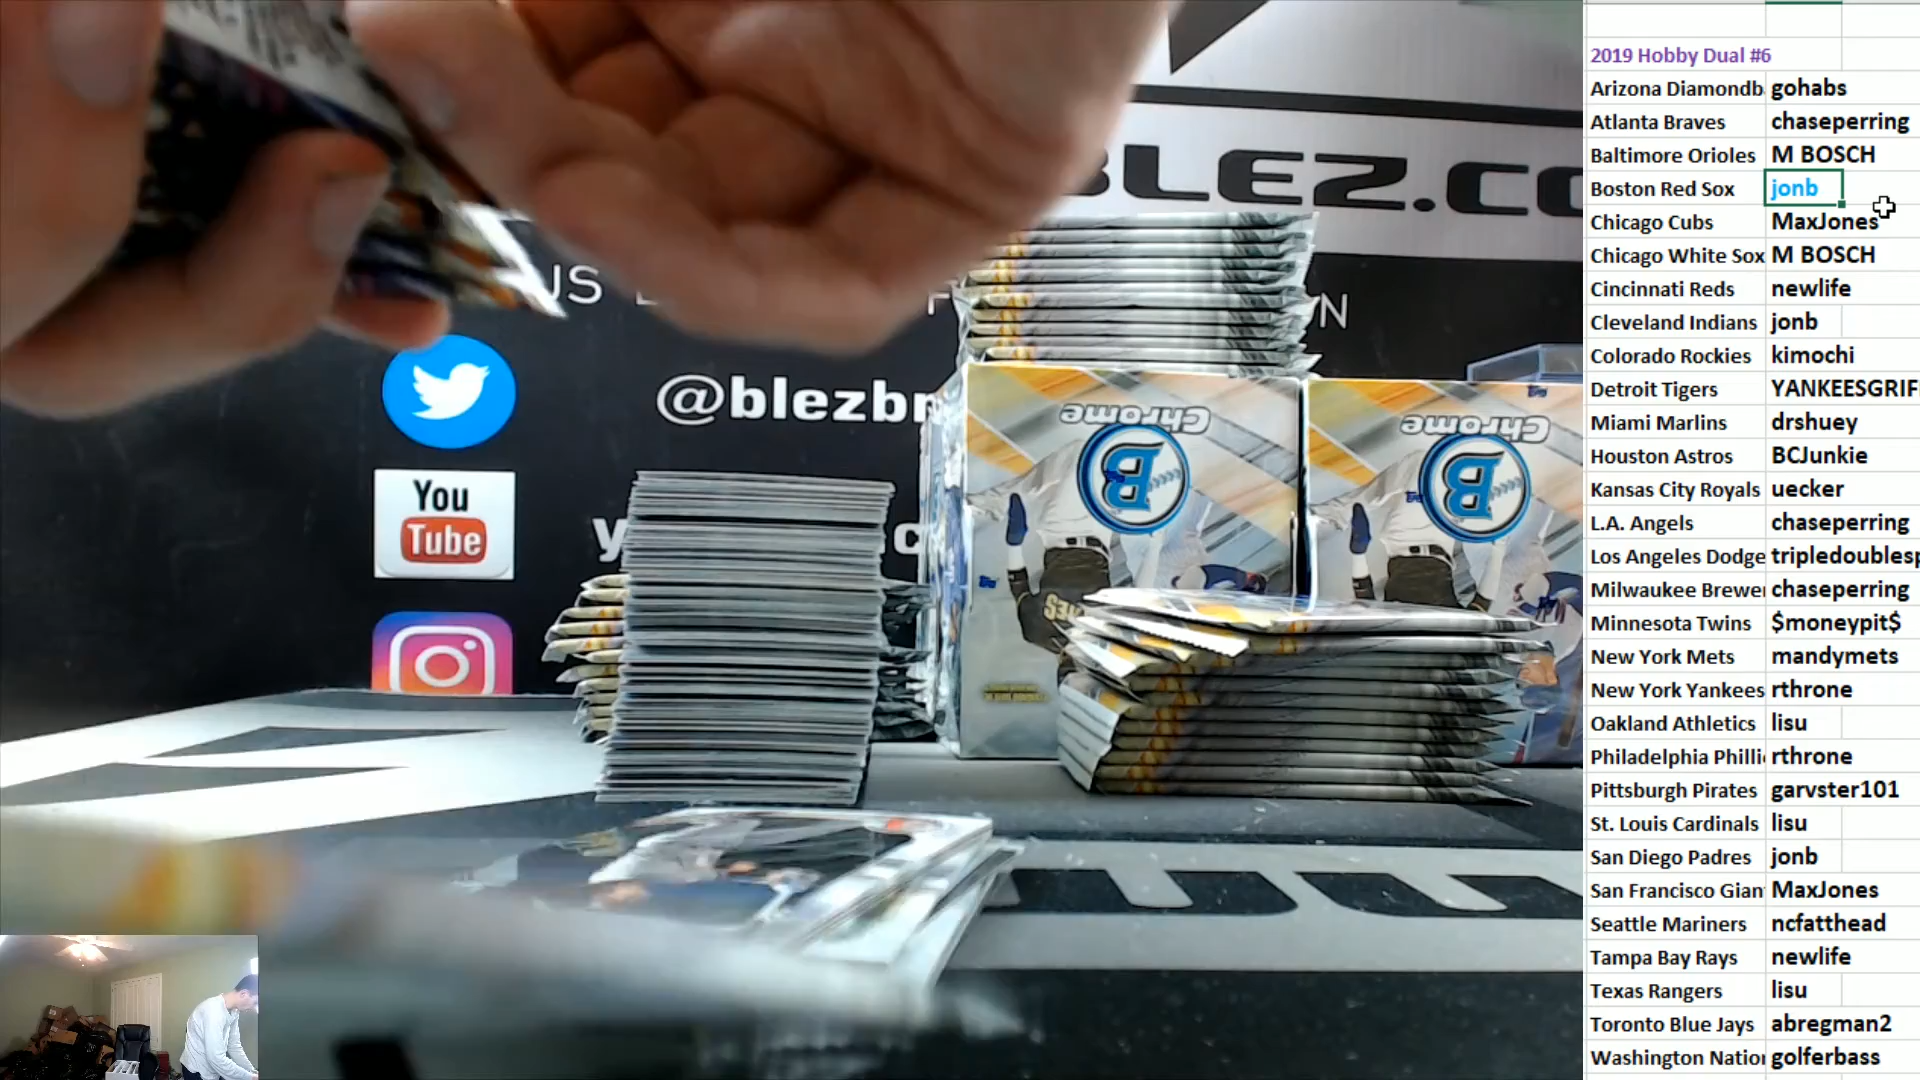 BLEZ.CO
US
N
@blezbr
You
Tube
y
c
Chrome
B
Chrome
B
2019 Hobby Dual #6
Arizona Diamondb gohabs
Atlanta Braves chaseperring
Baltimore Orioles M BOSCH
Boston Red Sox jonb
Chicago Cubs MaxJones
Chicago White Sox M BOSCH
Cincinnati Reds newlife
Cleveland Indians jonb
Colorado Rockies kimochi
Detroit Tigers YANKEESGRIF
Miami Marlins drshuey
Houston Astros BCJunkie
Kansas City Royals uecker
L.A. Angels chaseperring
Los Angeles Dodge tripledoublesp
Milwaukee Brewe chaseperring
Minnesota Twins $moneypit$
New York Mets mandymets
New York Yankees rthrone
Oakland Athletics lisu
Philadelphia Philli rthrone
Pittsburgh Pirates garvster101
St. Louis Cardinals lisu
San Diego Padres jonb
San Francisco Gian MaxJones
Seattle Mariners ncfatthead
Tampa Bay Rays newlife
Texas Rangers lisu
Toronto Blue Jays abregman2
Washington Nation golferbass